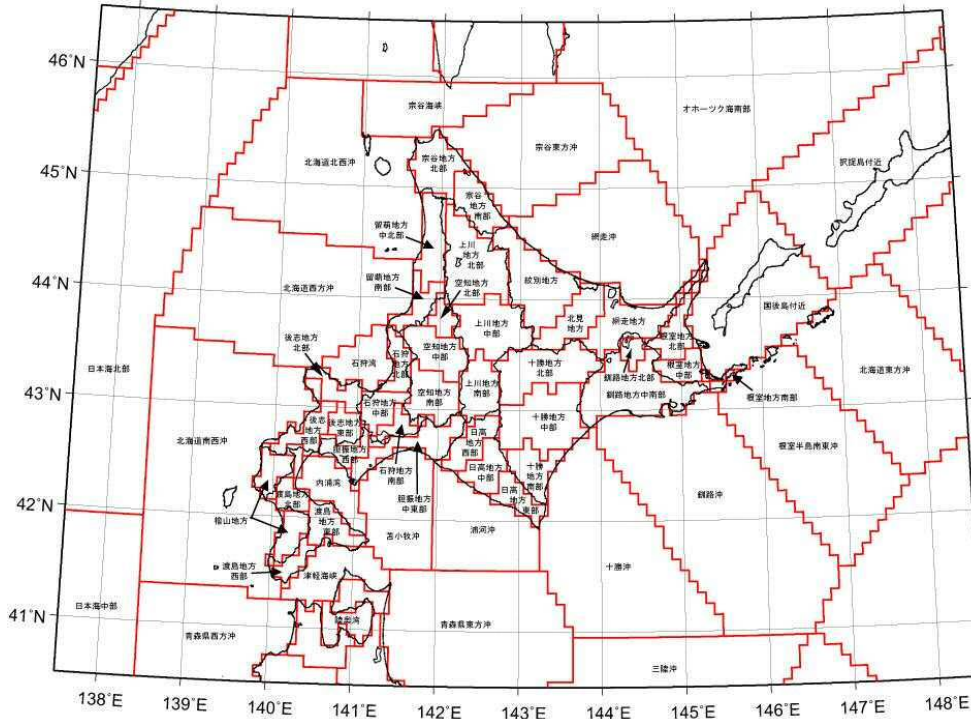 46°N
45°N
44°N
43°N
42°N
41°N
138°E
139°E
140°E
141°E
142°E
143°E
144°E
145°E
146°E
147°E
148°E
宗谷海峡
オホーツク海南部
北海道北西沖
宗谷地方
北部
宗谷東方沖
択捉島付近
宗谷
地方
南部
留萌地方
中北部
網走沖
上川
地方
北部
留萌地方
南部
空知地方
北部
紋別地方
北海道西方沖
国後島付近
上川地方
中部
北見
地方
網走地方
後志地方
北部
石狩湾
石狩
地方
北部
空知地方
中部
根室地方
北部
日本海北部
上川地方
南部
十勝地方
北部
釧路地方北部
根室地方
中部
北海道東方沖
石狩地方
中部
空知地方
南部
釧路地方中南部
根室地方南部
北海道南西沖
後志
地方
西部
後志地方
東部
胆振地方
西部
十勝地方
中部
日高
地方
西部
根室半島南東沖
内浦湾
石狩地方
南部
日高地方
中部
十勝
地方
南部
釧路沖
渡島地方
北部
胆振地方
中東部
日高
地方
東部
檜山地方
渡島
地方
東部
苫小牧沖
浦河沖
渡島地方
西部
津軽海峡
十勝沖
日本海中部
陸奥湾
青森県西方沖
青森県東方沖
三陸沖